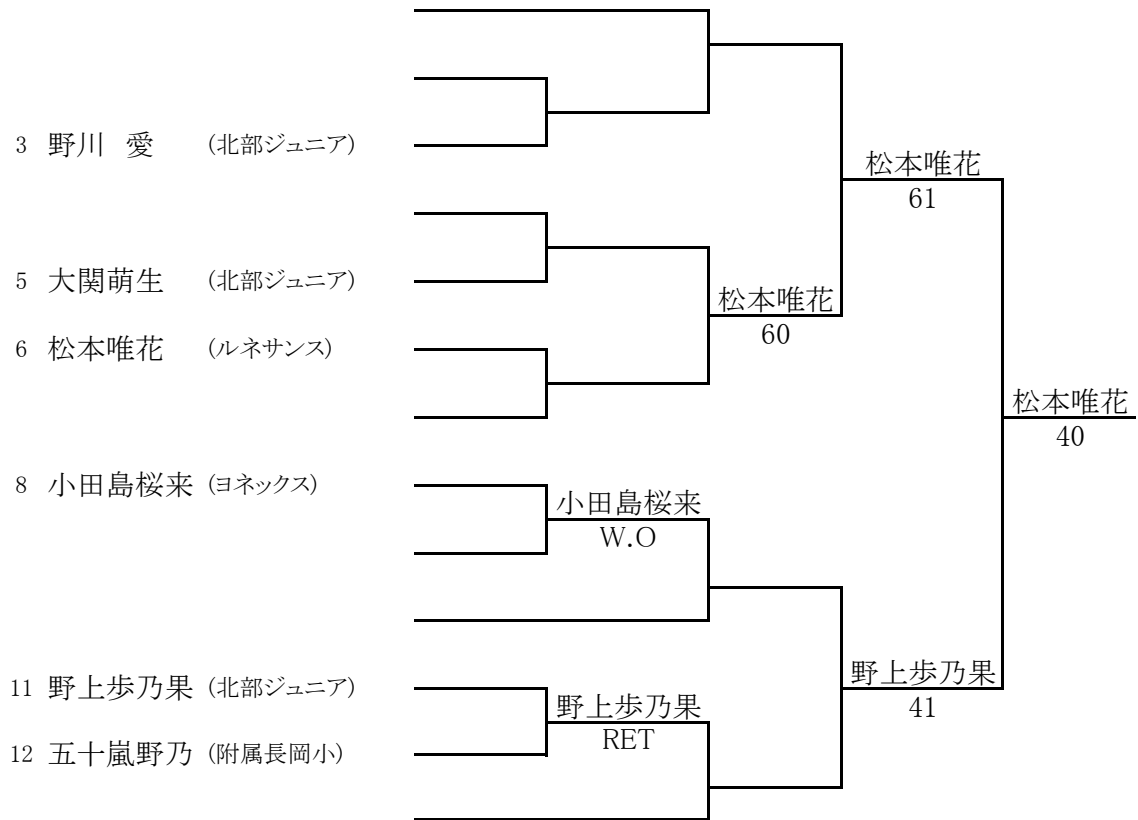 3 野川 愛 (北部ジュニア)
松本唯花
61
5 大関萌生 (北部ジュニア)
松本唯花
60
6 松本唯花 (ルネサンス)
松本唯花
40
8 小田島桜来 (ヨネックス)
小田島桜来
W.O
11 野上歩乃果 (北部ジュニア)
野上歩乃果
41
野上歩乃果
RET
12 五十嵐野乃 (附属長岡小)